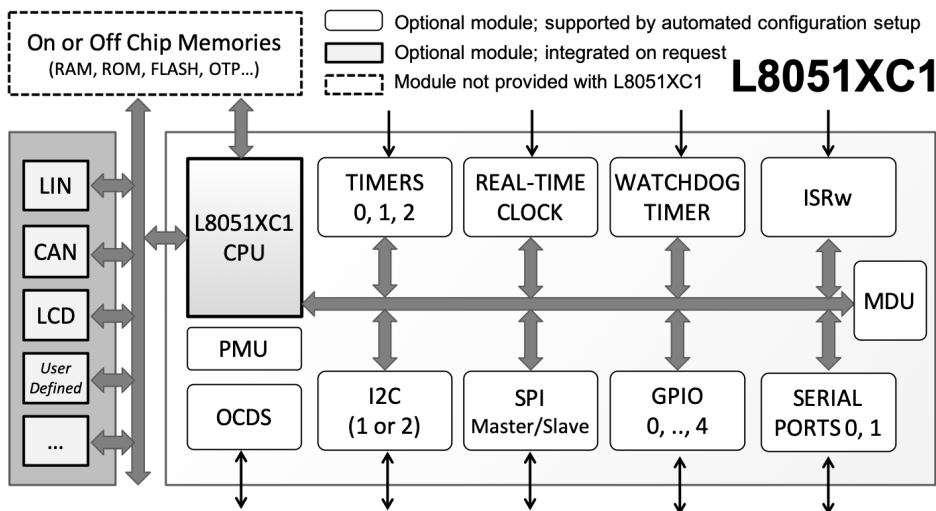 On or Off Chip Memories
(RAM, ROM, FLASH, OTP...)
Optional module; supported by automated configuration setup
Optional module; integrated on request
Module not provided with L8051XC1
L8051XC1
LIN
CAN
LCD
User
Defined
...
L8051XC1
CPU
PMU
OCDS
TIMERS
0, 1, 2
REAL-TIME
CLOCK
WATCHDOG
TIMER
ISRw
MDU
I2C
(1 or 2)
SPI
Master/Slave
GPIO
0, .., 4
SERIAL
PORTS 0, 1